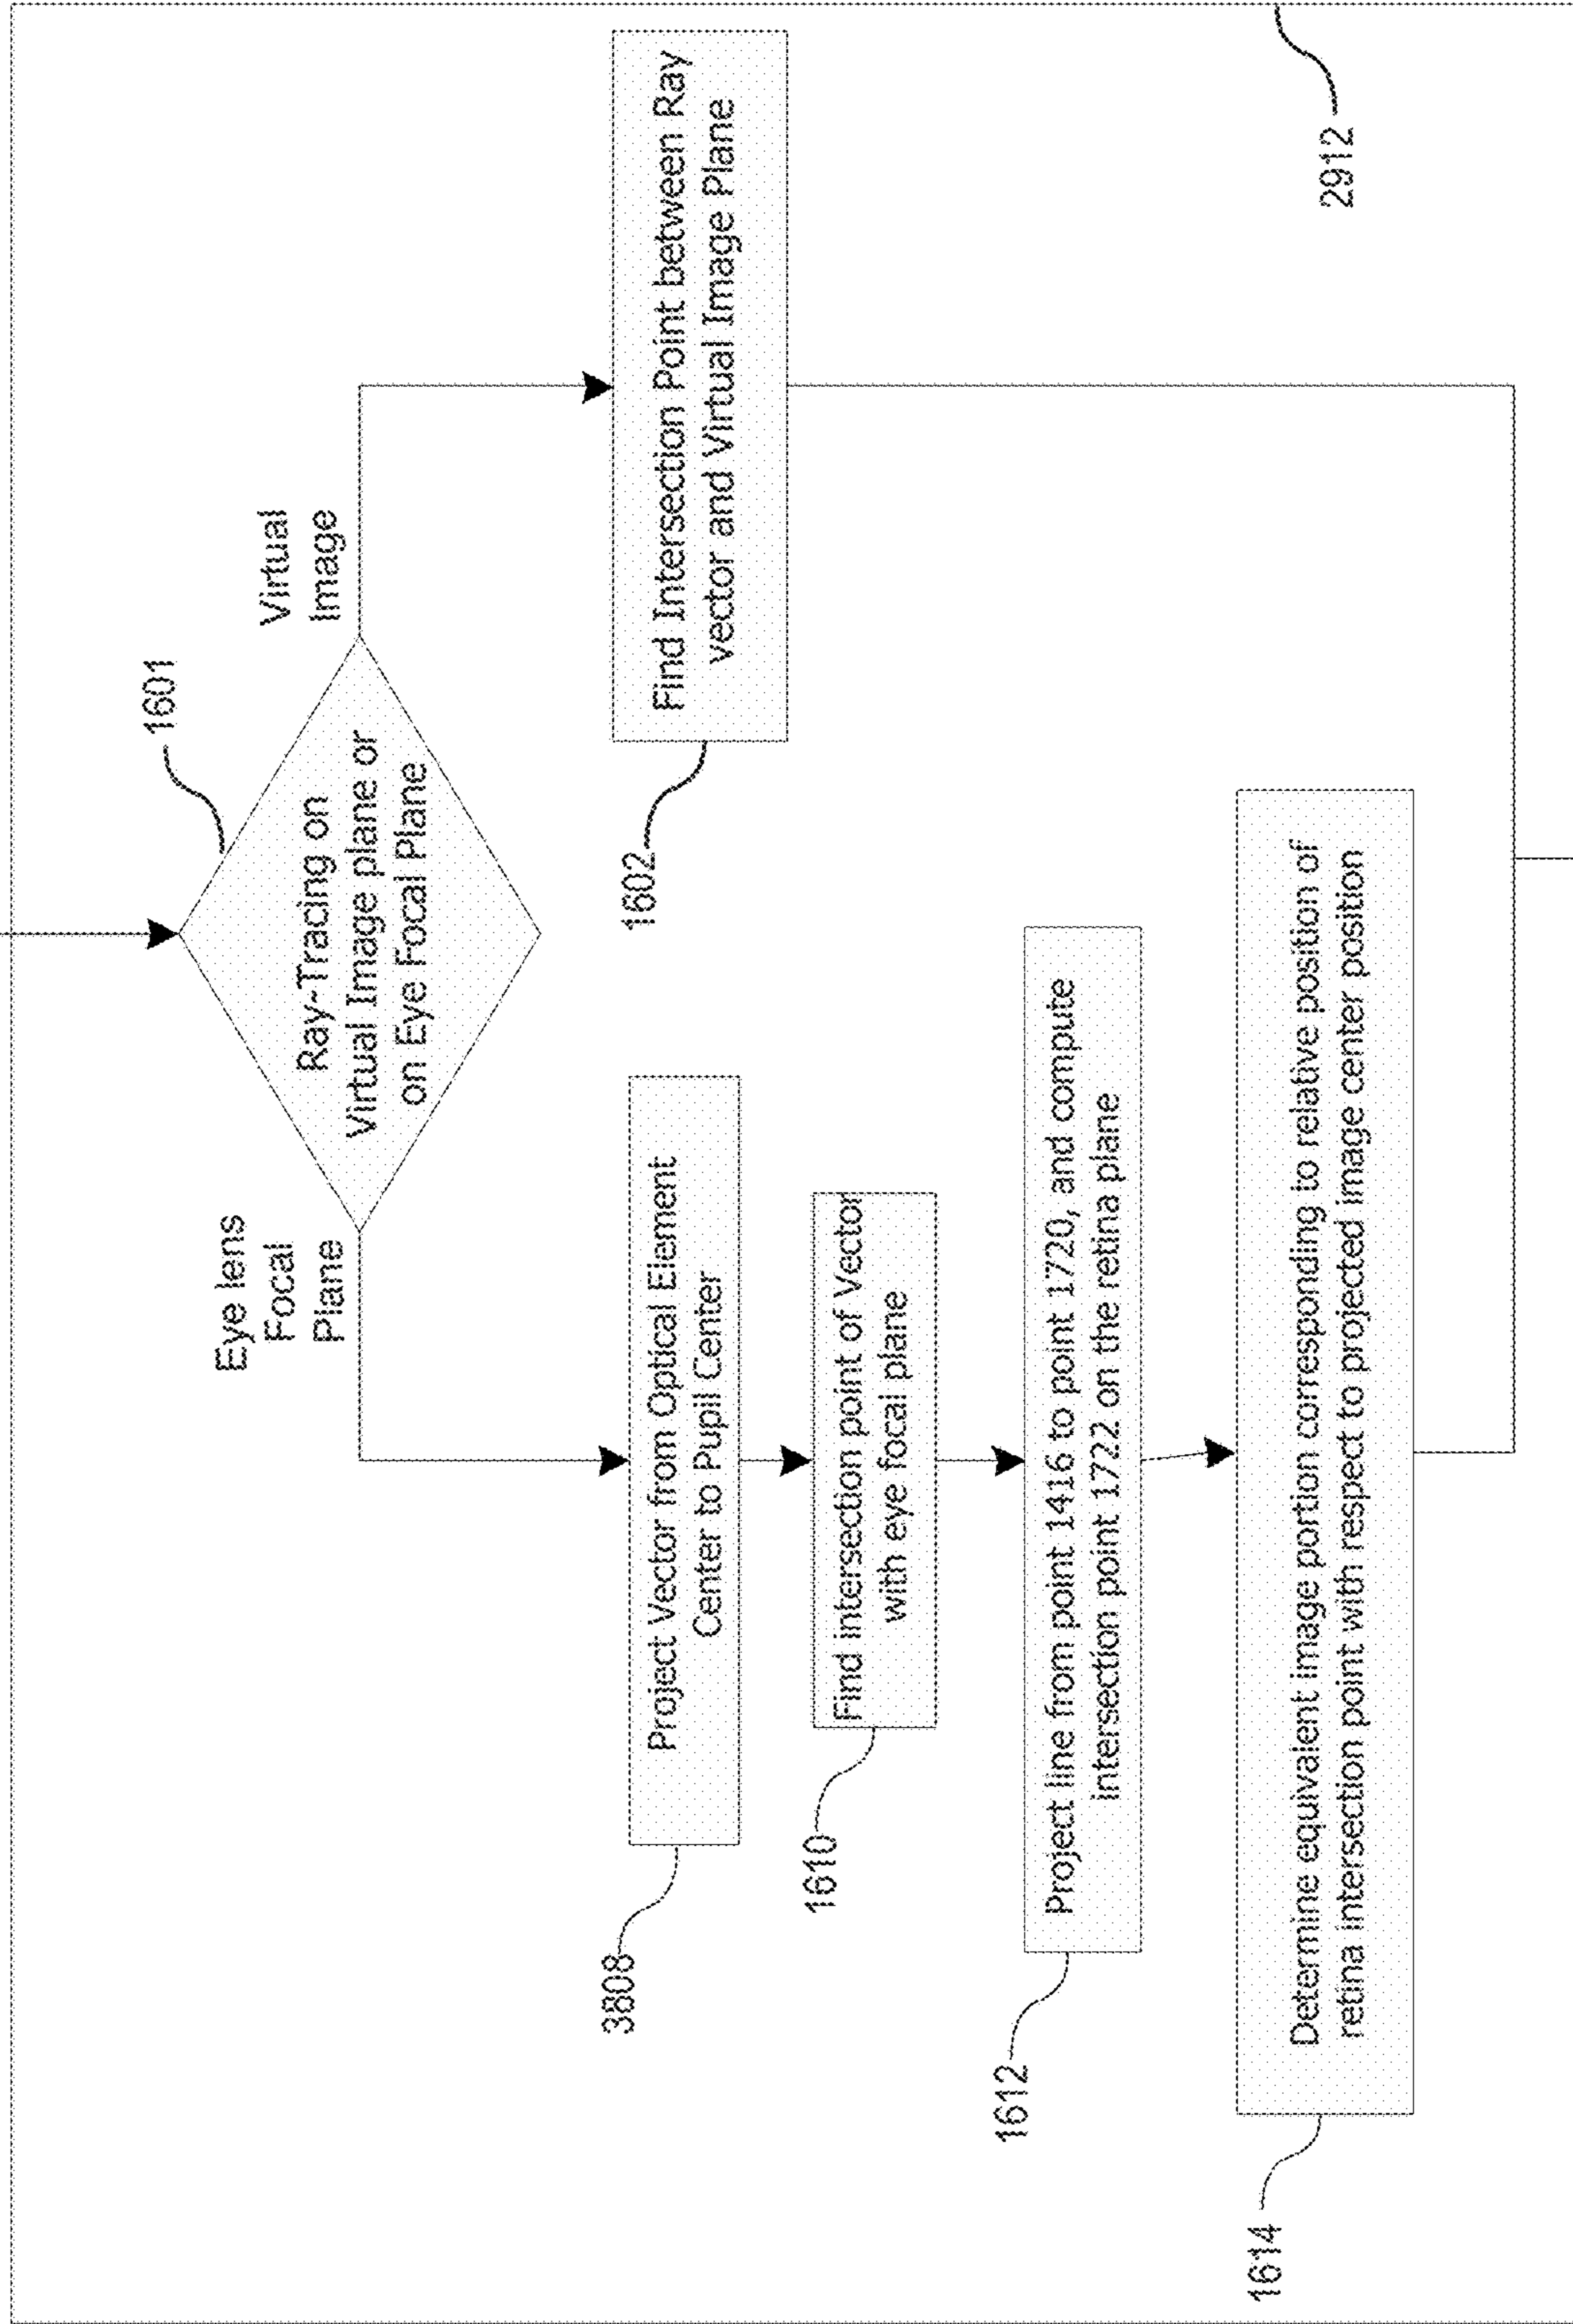 1601
Ray-Tracing on
Virtual Image plane or
on Eye Focal Plane
Eye lens
Focal
Plane
Virtual
Image
3808
Project Vector from Optical Element
Center to Pupil Center
1602
Find Intersection Point between Ray
vector and Virtual Image Plane
1610
Find intersection point of Vector
with eye focal plane
1612
Project line from point 1416 to point 1720, and compute
intersection point 1722 on the retina plane
1614
Determine equivalent image portion corresponding to relative position of
retina intersection point with respect to projected image center position
2912